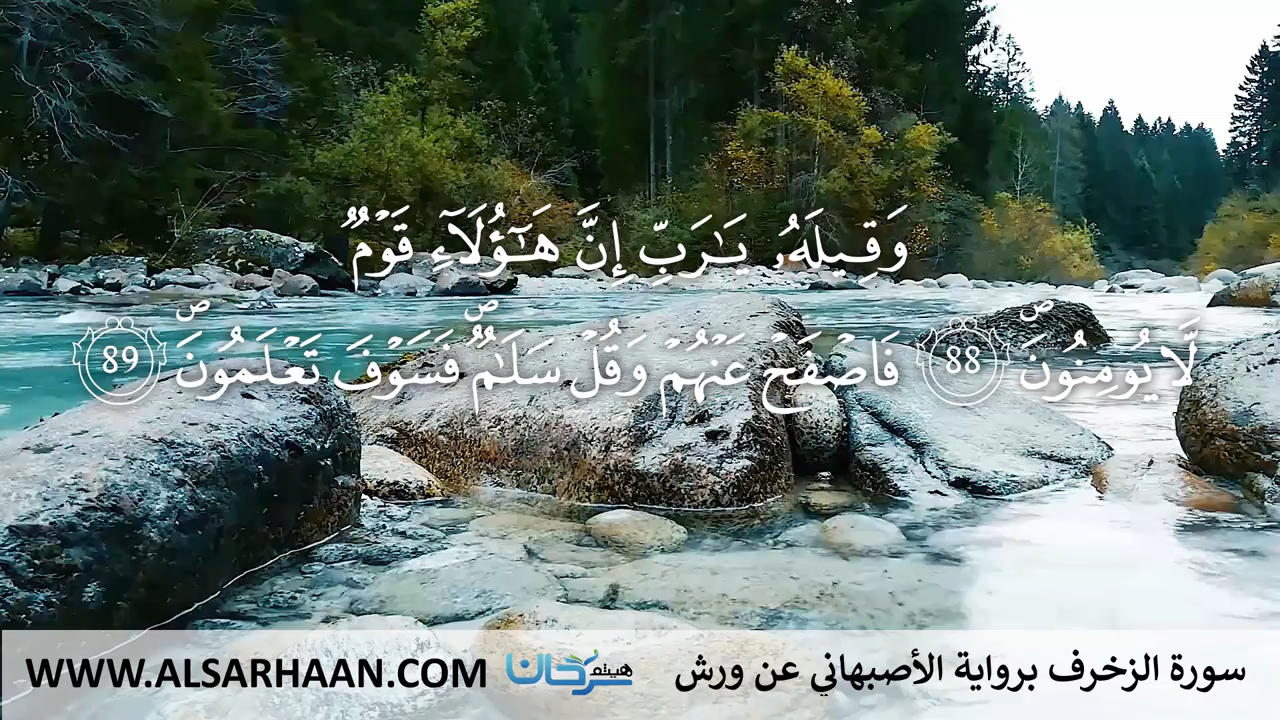 وَقِيلَهُۥ يَٰرَبِّ إِنَّ هَٰٓؤُلَآءِ قَوْمٞ
لَّا يُومِنُونَۖ 88 فَاصْفَحْ عَنْهُمْ وَقُلْ سَلَٰمٞۖ فَسَوْفَ تَعْلَمُونَۖ 89
WWW.ALSARHAAN.COM هيثم سرحان سورة الزخرف برواية الأصبهاني عن ورش